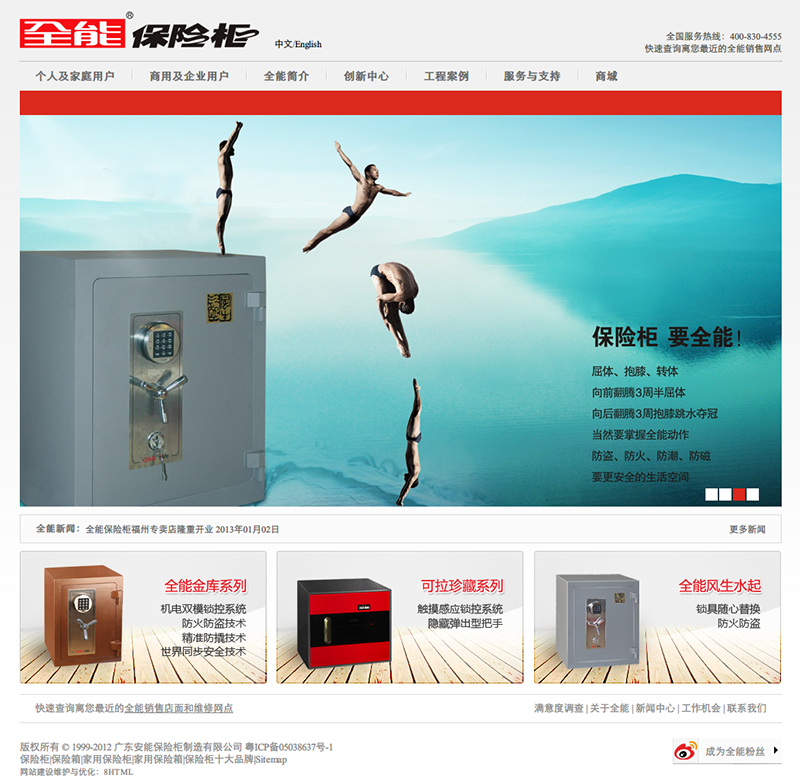 全能®保险柜 中文/English
全国服务热线：400-830-4555
快速查询离您最近的全能销售网点
个人及家庭用户 商用及企业用户 全能简介 创新中心 工程案例 服务与支持 商城
保险柜 要全能！
屈体、抱膝、转体
向前翻腾3周半屈体
向后翻腾3周抱膝跳水夺冠
当然要掌握全能动作
防盗、防火、防潮、防磁
要更安全的生活空间
全能新闻：全能保险柜福州专卖店隆重开业 2013年01月02日 更多新闻
全能金库系列
机电双模锁控系统
防火防盗技术
精准防撬技术
世界同步安全技术
可拉珍藏系列
触摸感应锁控系统
隐藏弹出型把手
全能风生水起
锁具随心替换
防火防盗
快速查询离您最近的全能销售店面和维修网点
满意度调查 | 关于全能 | 新闻中心 | 工作机会 | 联系我们
版权所有 © 1999-2012 广东安能保险柜制造有限公司 粤ICP备05038637号-1
保险柜|保险箱|家用保险柜|家用保险箱|保险柜十大品牌|Sitemap
网站建设维护与优化：8HTML
成为全能粉丝